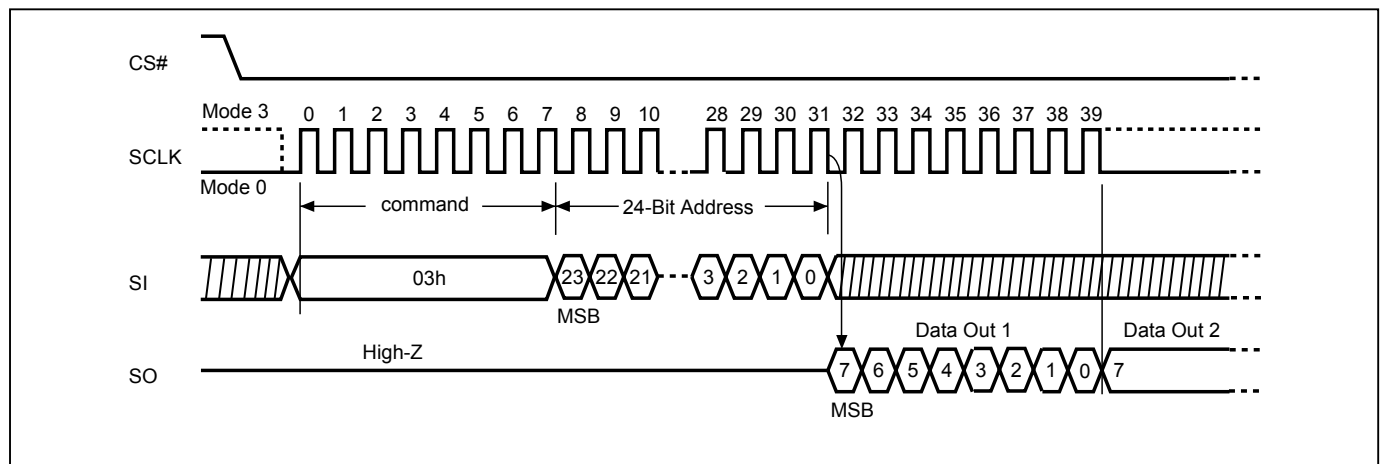 CS#
Mode 3
0 1 2 3 4 5 6 7 8 9 10 28 29 30 31 32 33 34 35 36 37 38 39
SCLK
Mode 0
command
24-Bit Address
SI
03h
23 22 21 3 2 1 0
MSB
Data Out 1
Data Out 2
High-Z
SO
7 6 5 4 3 2 1 0 7
MSB